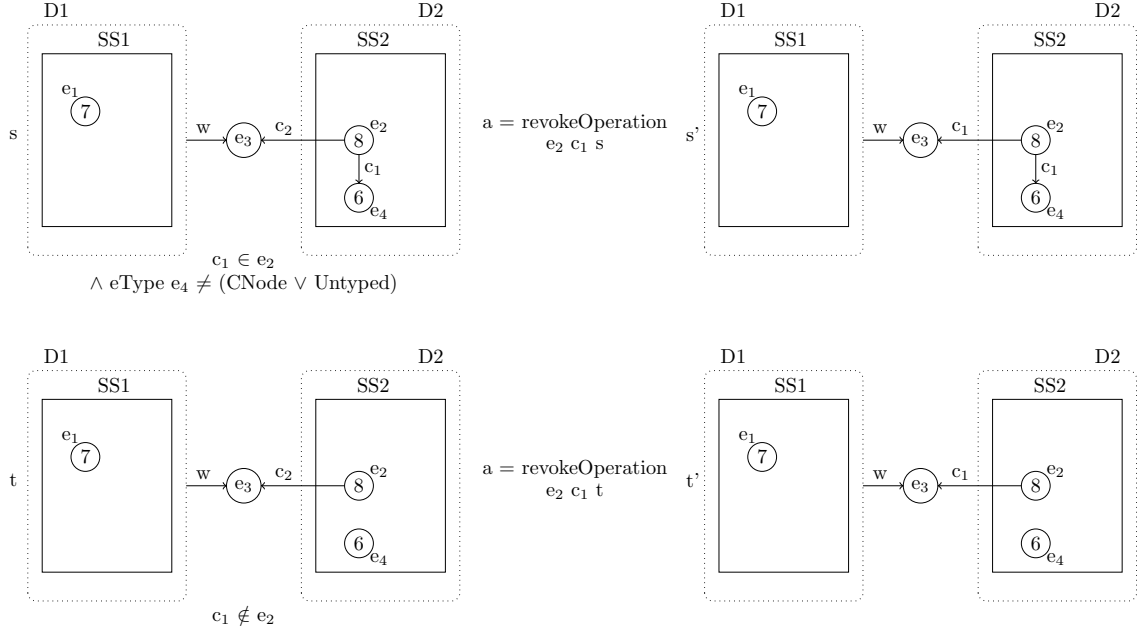 D1 D2 D1 D2
SS1 SS2 SS1 SS2
e₁ 7 e₁ 7
s w e₃ c₂ 8 e₂ a = revokeOperation s' w e₃ c₁ 8 e₂
e₂ c₁ s
c₁ c₁
6 e₄ 6 e₄
c₁ ∈ e₂
∧ eType e₄ ≠ (CNode ∨ Untyped)
D1 D2 D1 D2
SS1 SS2 SS1 SS2
e₁ 7 e₁ 7
t w e₃ c₂ 8 e₂ a = revokeOperation t' w e₃ c₁ 8 e₂
e₂ c₁ t
6 e₄ 6 e₄
c₁ ∉ e₂